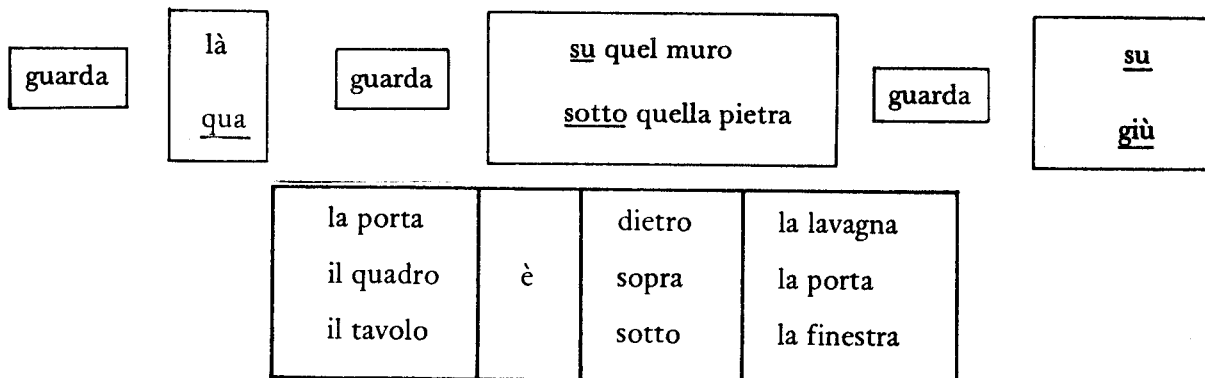 guarda
là
qua
guarda
su quel muro
sotto quella pietra
guarda
su
giù
la porta
il quadro
il tavolo
è
dietro
sopra
sotto
la lavagna
la porta
la finestra